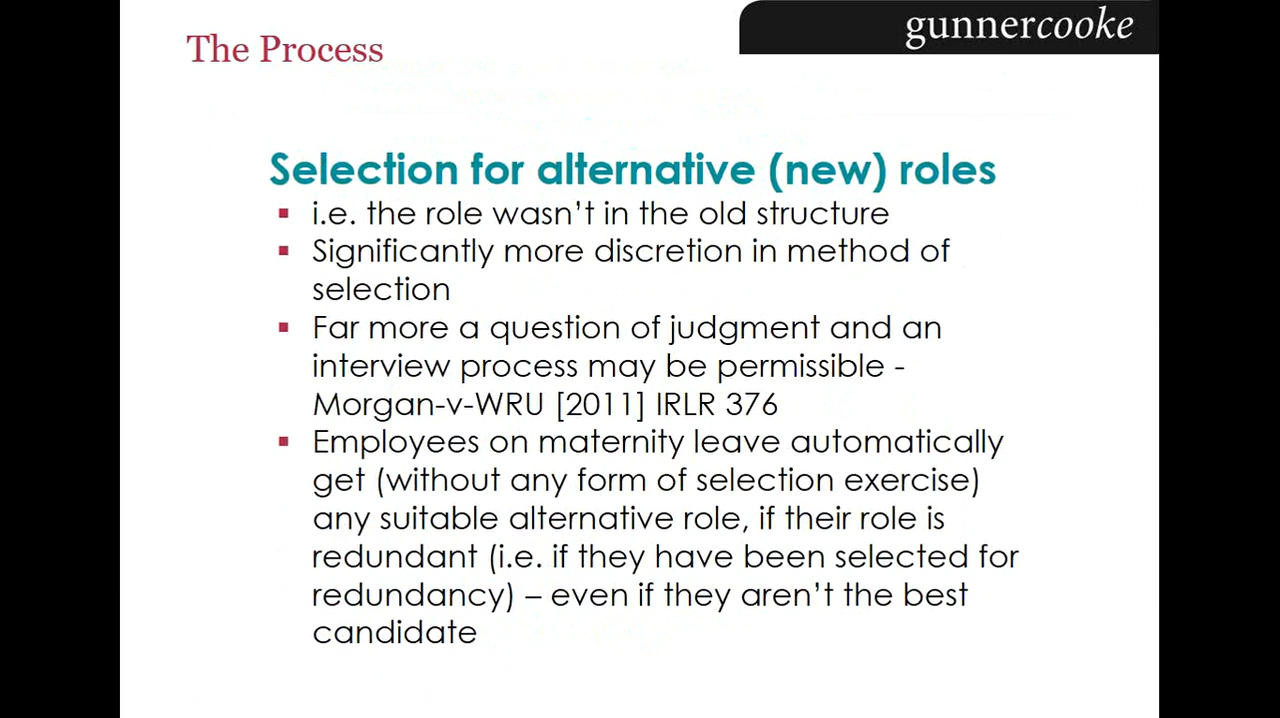 The Process
gunnercooke
Selection for alternative (new) roles
▪ i.e. the role wasn't in the old structure
▪ Significantly more discretion in method of
selection
▪ Far more a question of judgment and an
interview process may be permissible -
Morgan-v-WRU [2011] IRLR 376
▪ Employees on maternity leave automatically
get (without any form of selection exercise)
any suitable alternative role, if their role is
redundant (i.e. if they have been selected for
redundancy) – even if they aren't the best
candidate